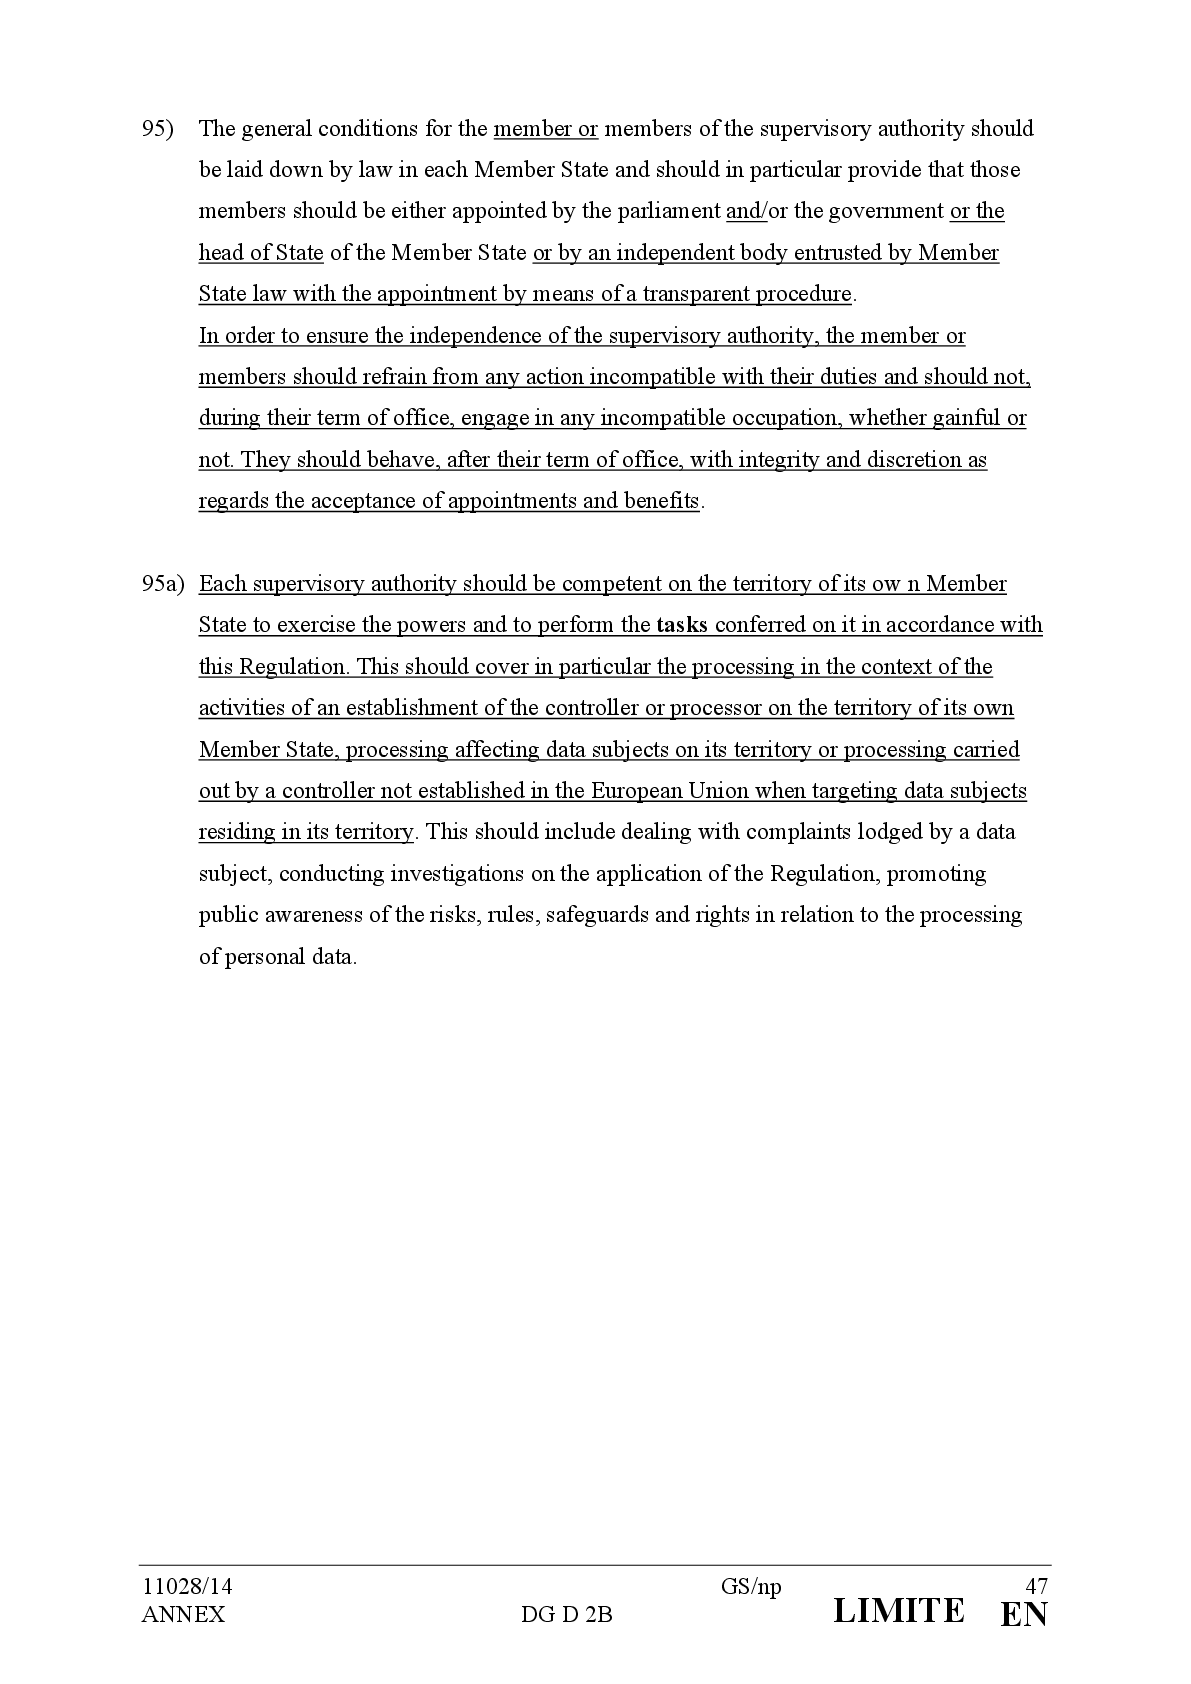 95) The general conditions for the member or members of the supervisory authority should
be laid down by law in each Member State and should in particular provide that those
members should be either appointed by the parliament and/or the government or the
head of State of the Member State or by an independent body entrusted by Member
State law with the appointment by means of a transparent procedure.
In order to ensure the independence of the supervisory authority, the member or
members should refrain from any action incompatible with their duties and should not,
during their term of office, engage in any incompatible occupation, whether gainful or
not. They should behave, after their term of office, with integrity and discretion as
regards the acceptance of appointments and benefits.
95a) Each supervisory authority should be competent on the territory of its ow n Member
State to exercise the powers and to perform the tasks conferred on it in accordance with
this Regulation. This should cover in particular the processing in the context of the
activities of an establishment of the controller or processor on the territory of its own
Member State, processing affecting data subjects on its territory or processing carried
out by a controller not established in the European Union when targeting data subjects
residing in its territory. This should include dealing with complaints lodged by a data
subject, conducting investigations on the application of the Regulation, promoting
public awareness of the risks, rules, safeguards and rights in relation to the processing
of personal data.
11028/14 GS/np 47
ANNEX DG D 2B LIMITE EN